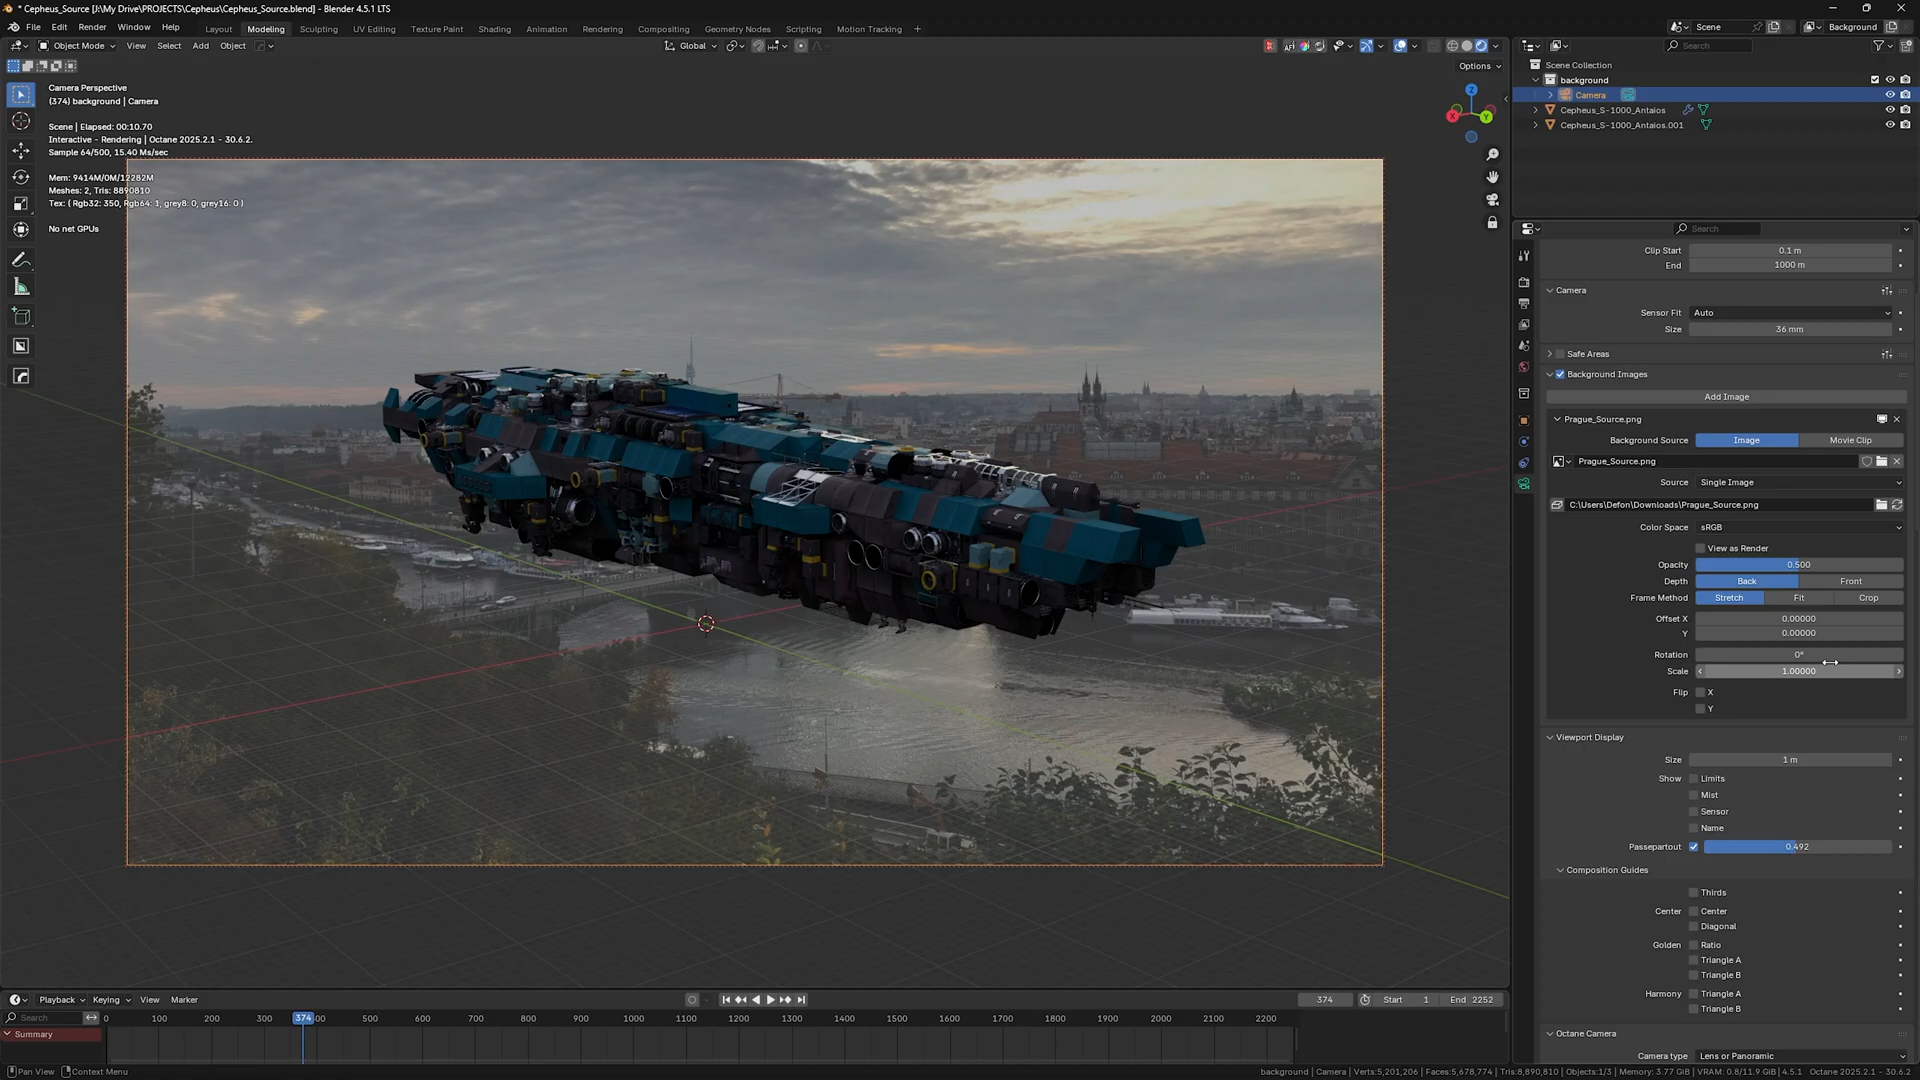 * Cepheus_Source [J:\My Drive\PROJECTS\Cepheus\Cepheus_Source.blend] - Blender 4.5.1 LTS
File Edit Render Window Help Layout Modeling Sculpting UV Editing Texture Paint Shading Animation Rendering Compositing Geometry Nodes Scripting Motion Tracking + Scene Background
Object Mode View Select Add Object Global Search
Options
Camera Perspective
(374) background | Camera
Scene | Elapsed: 00:10.70
Interactive - Rendering | Octane 2025.2.1 - 30.6.2.
Sample 64/500, 15.40 Ms/sec
Mem: 9414M/0M/12282M
Meshes: 2, Tris: 8890810
Tex: ( Rgb32: 350, Rgb64: 1, grey8: 0, grey16: 0 )
No net GPUs
Z
X
Y
Scene Collection
background
Camera
Cepheus_S-1000_Antaios
Cepheus_S-1000_Antaios.001
Search
Clip Start 0.1 m
End 1000 m
Camera
Sensor Fit Auto
Size 36 mm
Safe Areas
Background Images
Add Image
Prague_Source.png
Background Source Image Movie Clip
Prague_Source.png
Source Single Image
C:\Users\Defon\Downloads\Prague_Source.png
Color Space sRGB
View as Render
Opacity 0.500
Depth Back Front
Frame Method Stretch Fit Crop
Offset X 0.00000
Y 0.00000
Rotation 0°
Scale 1.00000
Flip X
Y
Viewport Display
Size 1 m
Show Limits
Mist
Sensor
Name
Passepartout 0.492
Composition Guides
Thirds
Center Center
Diagonal
Golden Ratio
Triangle A
Triangle B
Harmony Triangle A
Triangle B
Octane Camera
Camera type Lens or Panoramic
Playback Keying View Marker 374 Start 1 End 2252
Search 0 100 200 300 374 00 500 600 700 800 900 1000 1100 1200 1300 1400 1500 1600 1700 1800 1900 2000 2100 2200
Summary
Pan View Context Menu background | Camera | Verts:5,201,206 | Faces:5,678,774 | Tris:8,890,810 | Objects:1/3 | Memory: 3.77 GiB | VRAM: 0.8/11.9 GiB | 4.5.1 Octane 2025.2.1 - 30.6.2